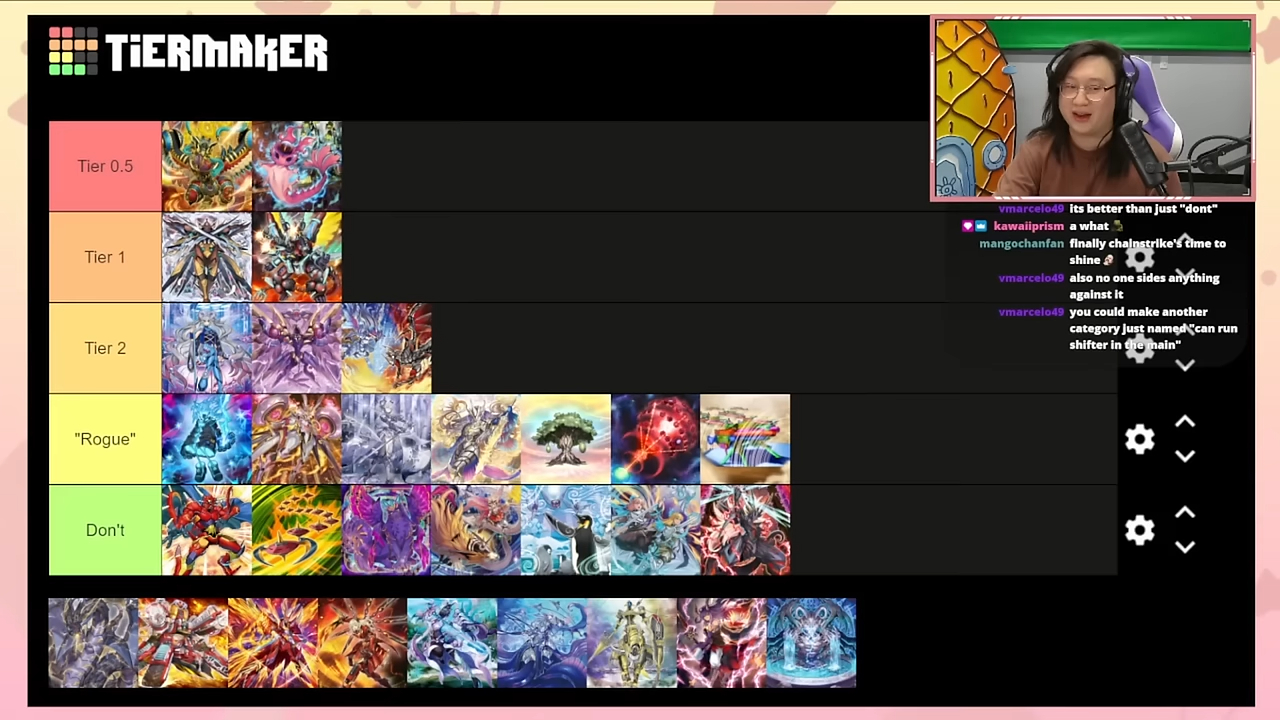 TIERMAKER
Tier 0.5
Tier 1
Tier 2
"Rogue"
Don't
vmarcelo49 its better than just "dont"
kawaiiprism a what
mangochanfan finally chainstrike's time to
shine
vmarcelo49 also no one sides anything
against it
vmarcelo49 you could make another
category just named "can run
shifter in the main"